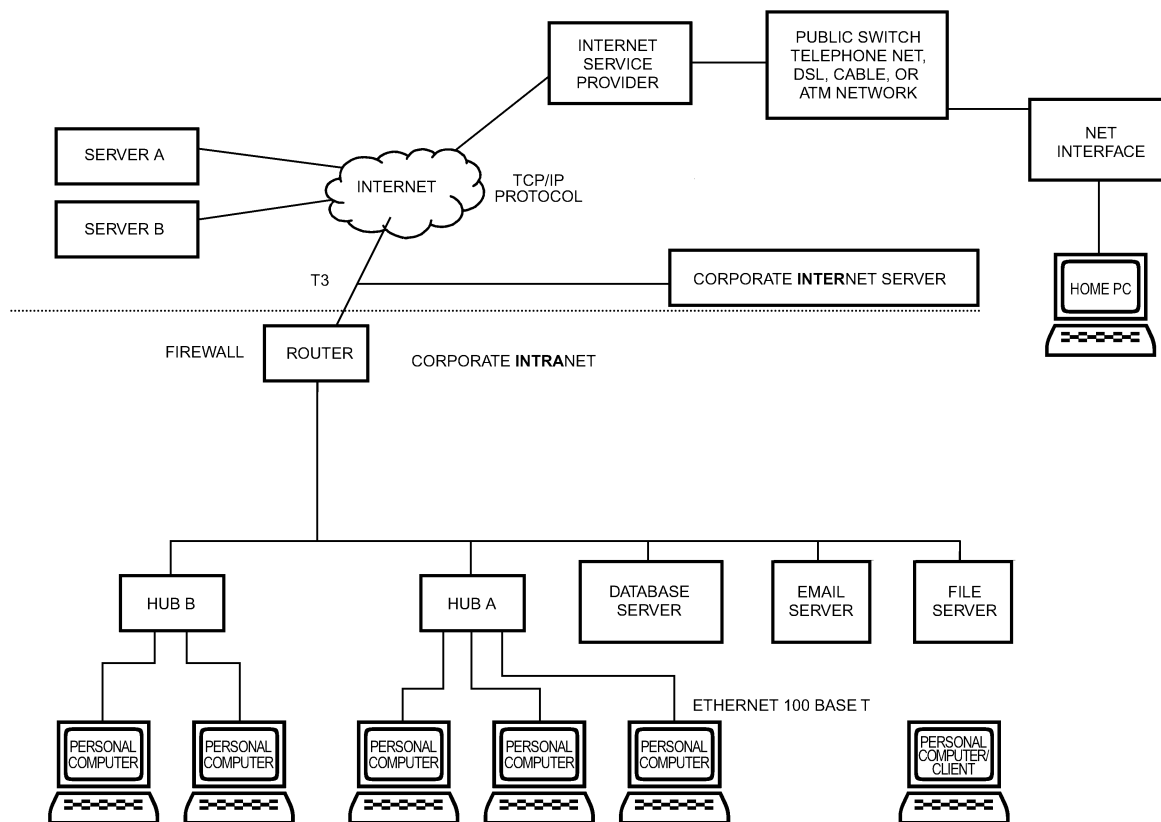 INTERNET
SERVICE
PROVIDER
PUBLIC SWITCH
TELEPHONE NET,
DSL, CABLE, OR
ATM NETWORK
NET
INTERFACE
SERVER A
SERVER B
INTERNET
TCP/IP
PROTOCOL
T3
CORPORATE INTERNET SERVER
HOME PC
FIREWALL
ROUTER
CORPORATE INTRANET
HUB B
HUB A
DATABASE
SERVER
EMAIL
SERVER
FILE
SERVER
ETHERNET 100 BASE T
PERSONAL
COMPUTER
PERSONAL
COMPUTER
PERSONAL
COMPUTER
PERSONAL
COMPUTER
PERSONAL
COMPUTER
PERSONAL
COMPUTER/
CLIENT